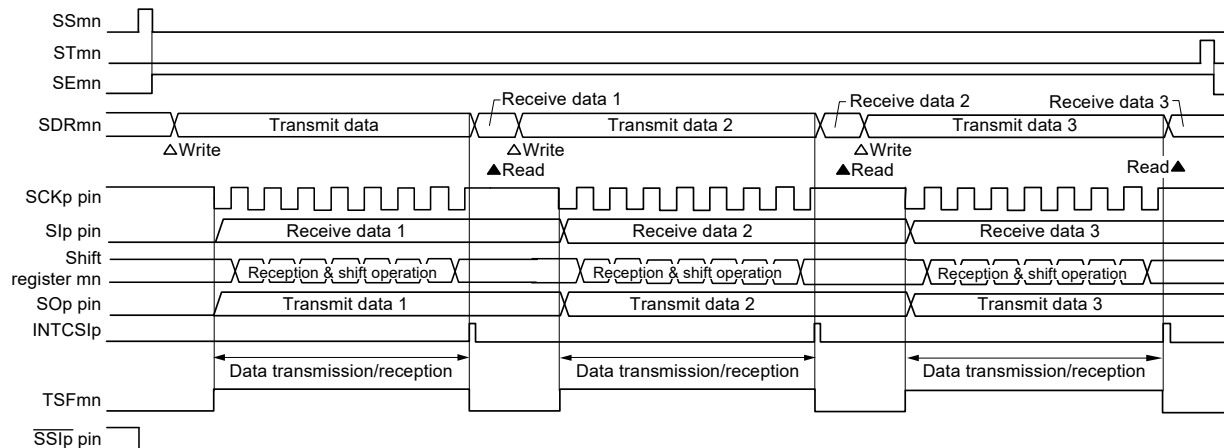 SSmn
STmn
SEmn
Receive data 1 Receive data 2 Receive data 3
SDRmn Transmit data Transmit data 2 Transmit data 3
△Write △Write △Write
▲Read ▲Read Read▲
SCKp pin
SIp pin Receive data 1 Receive data 2 Receive data 3
Shift
register mn Reception & shift operation Reception & shift operation Reception & shift operation
SOp pin Transmit data 1 Transmit data 2 Transmit data 3
INTCSIp
Data transmission/reception Data transmission/reception Data transmission/reception
TSFmn
SSIp pin